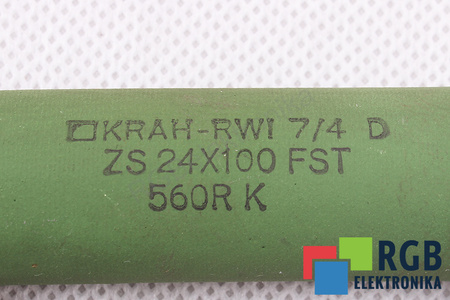 KRAH-RWI 7/4 D
ZS 24X100 FST
560R K
RGB
ELEKTRONIKA